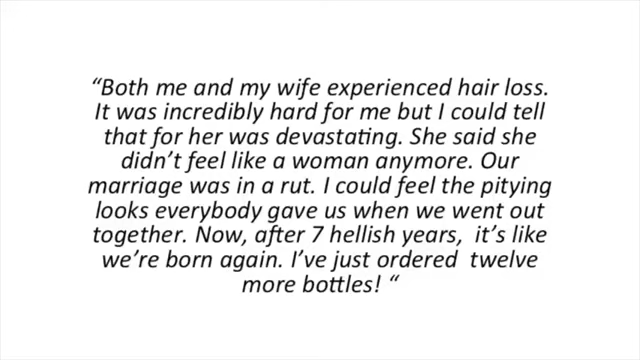 “Both me and my wife experienced hair loss.
It was incredibly hard for me but I could tell
that for her was devastating. She said she
didn’t feel like a woman anymore. Our
marriage was in a rut. I could feel the pitying
looks everybody gave us when we went out
together. Now, after 7 hellish years,  it’s like
we’re born again. I’ve just ordered  twelve
more bottles! “